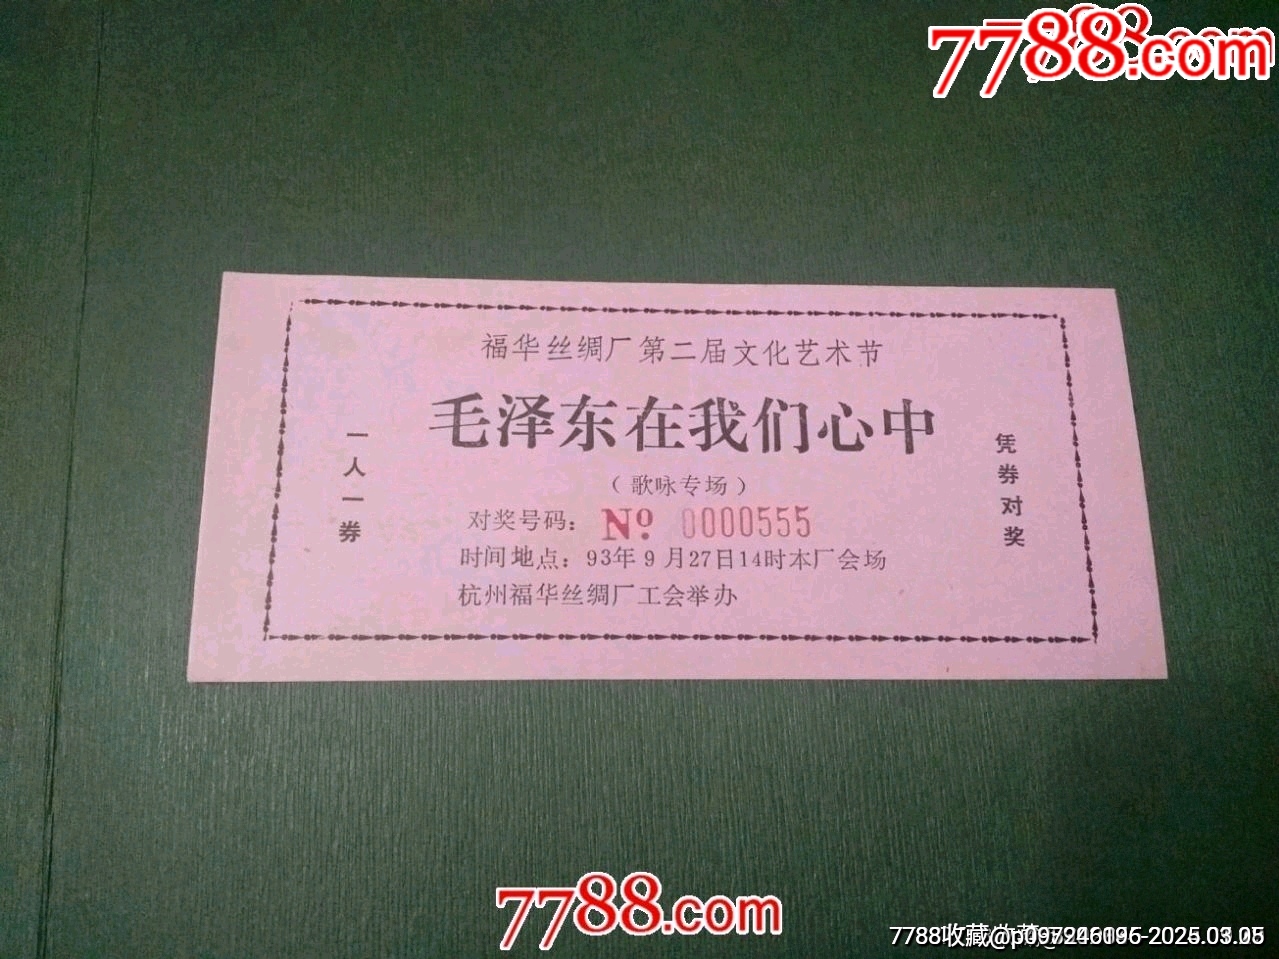 7788.com
福华丝绸厂第二届文化艺术节
毛泽东在我们心中
（歌咏专场）
一人一券
凭券对奖
对奖号码：Nº 0000555
时间地点：93年9月27日14时本厂会场
杭州福华丝绸厂工会举办
7788.com